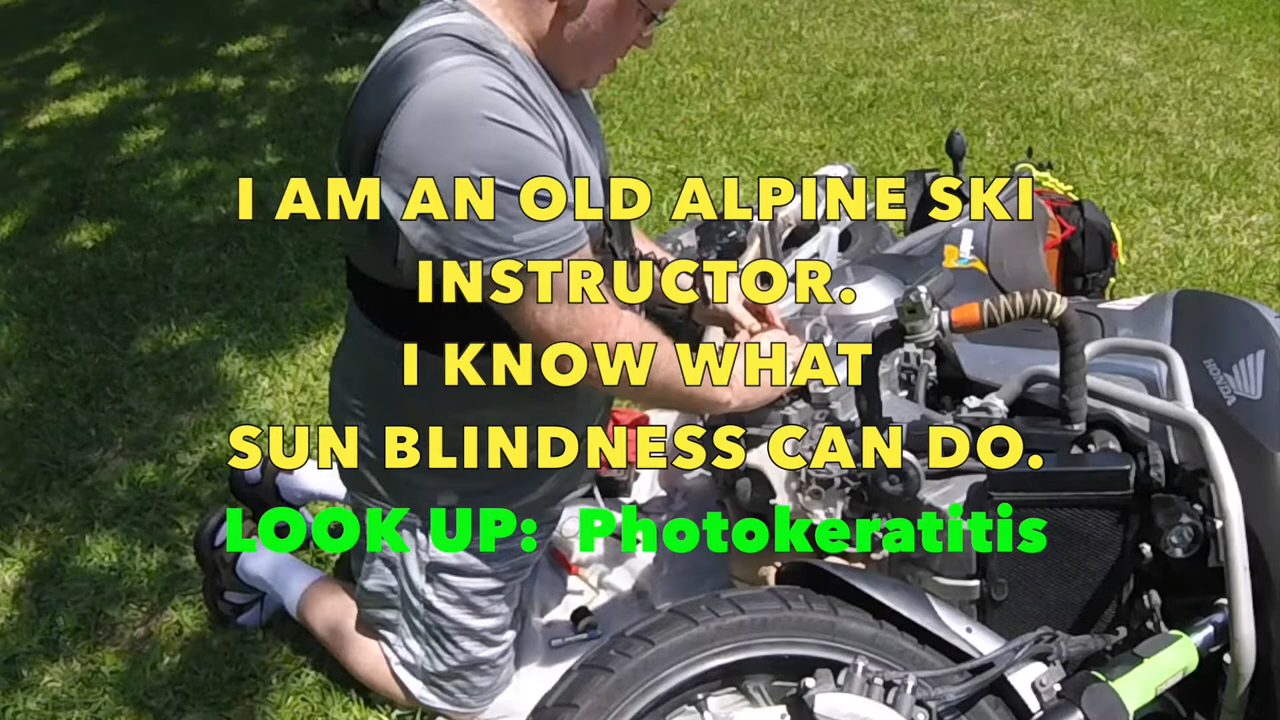 I AM AN OLD ALPINE SKI
INSTRUCTOR.
I KNOW WHAT
SUN BLINDNESS CAN DO.
LOOK UP: Photokeratitis
HONDA